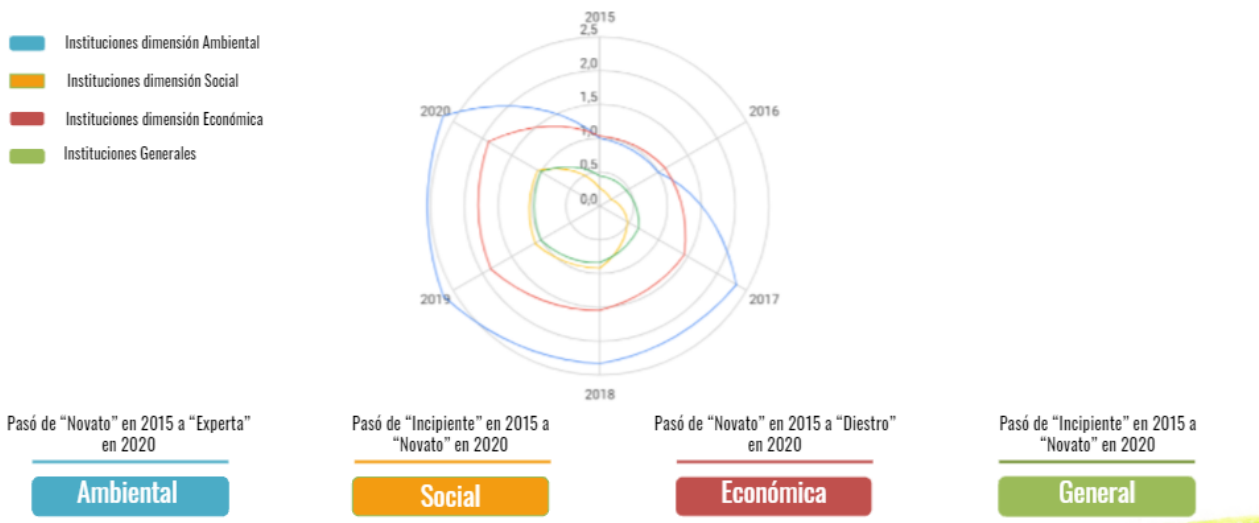 Instituciones dimensión Ambiental
Instituciones dimensión Social
Instituciones dimensión Económica
Instituciones Generales
2015
2,5
2,0
1,5
1,0
0,5
0,0
2016
2017
2018
2019
2020
Pasó de “Novato” en 2015 a “Experta”
en 2020
Ambiental
Pasó de “Incipiente” en 2015 a
“Novato” en 2020
Social
Pasó de “Novato” en 2015 a “Diestro”
en 2020
Económica
Pasó de “Incipiente” en 2015 a
“Novato” en 2020
General